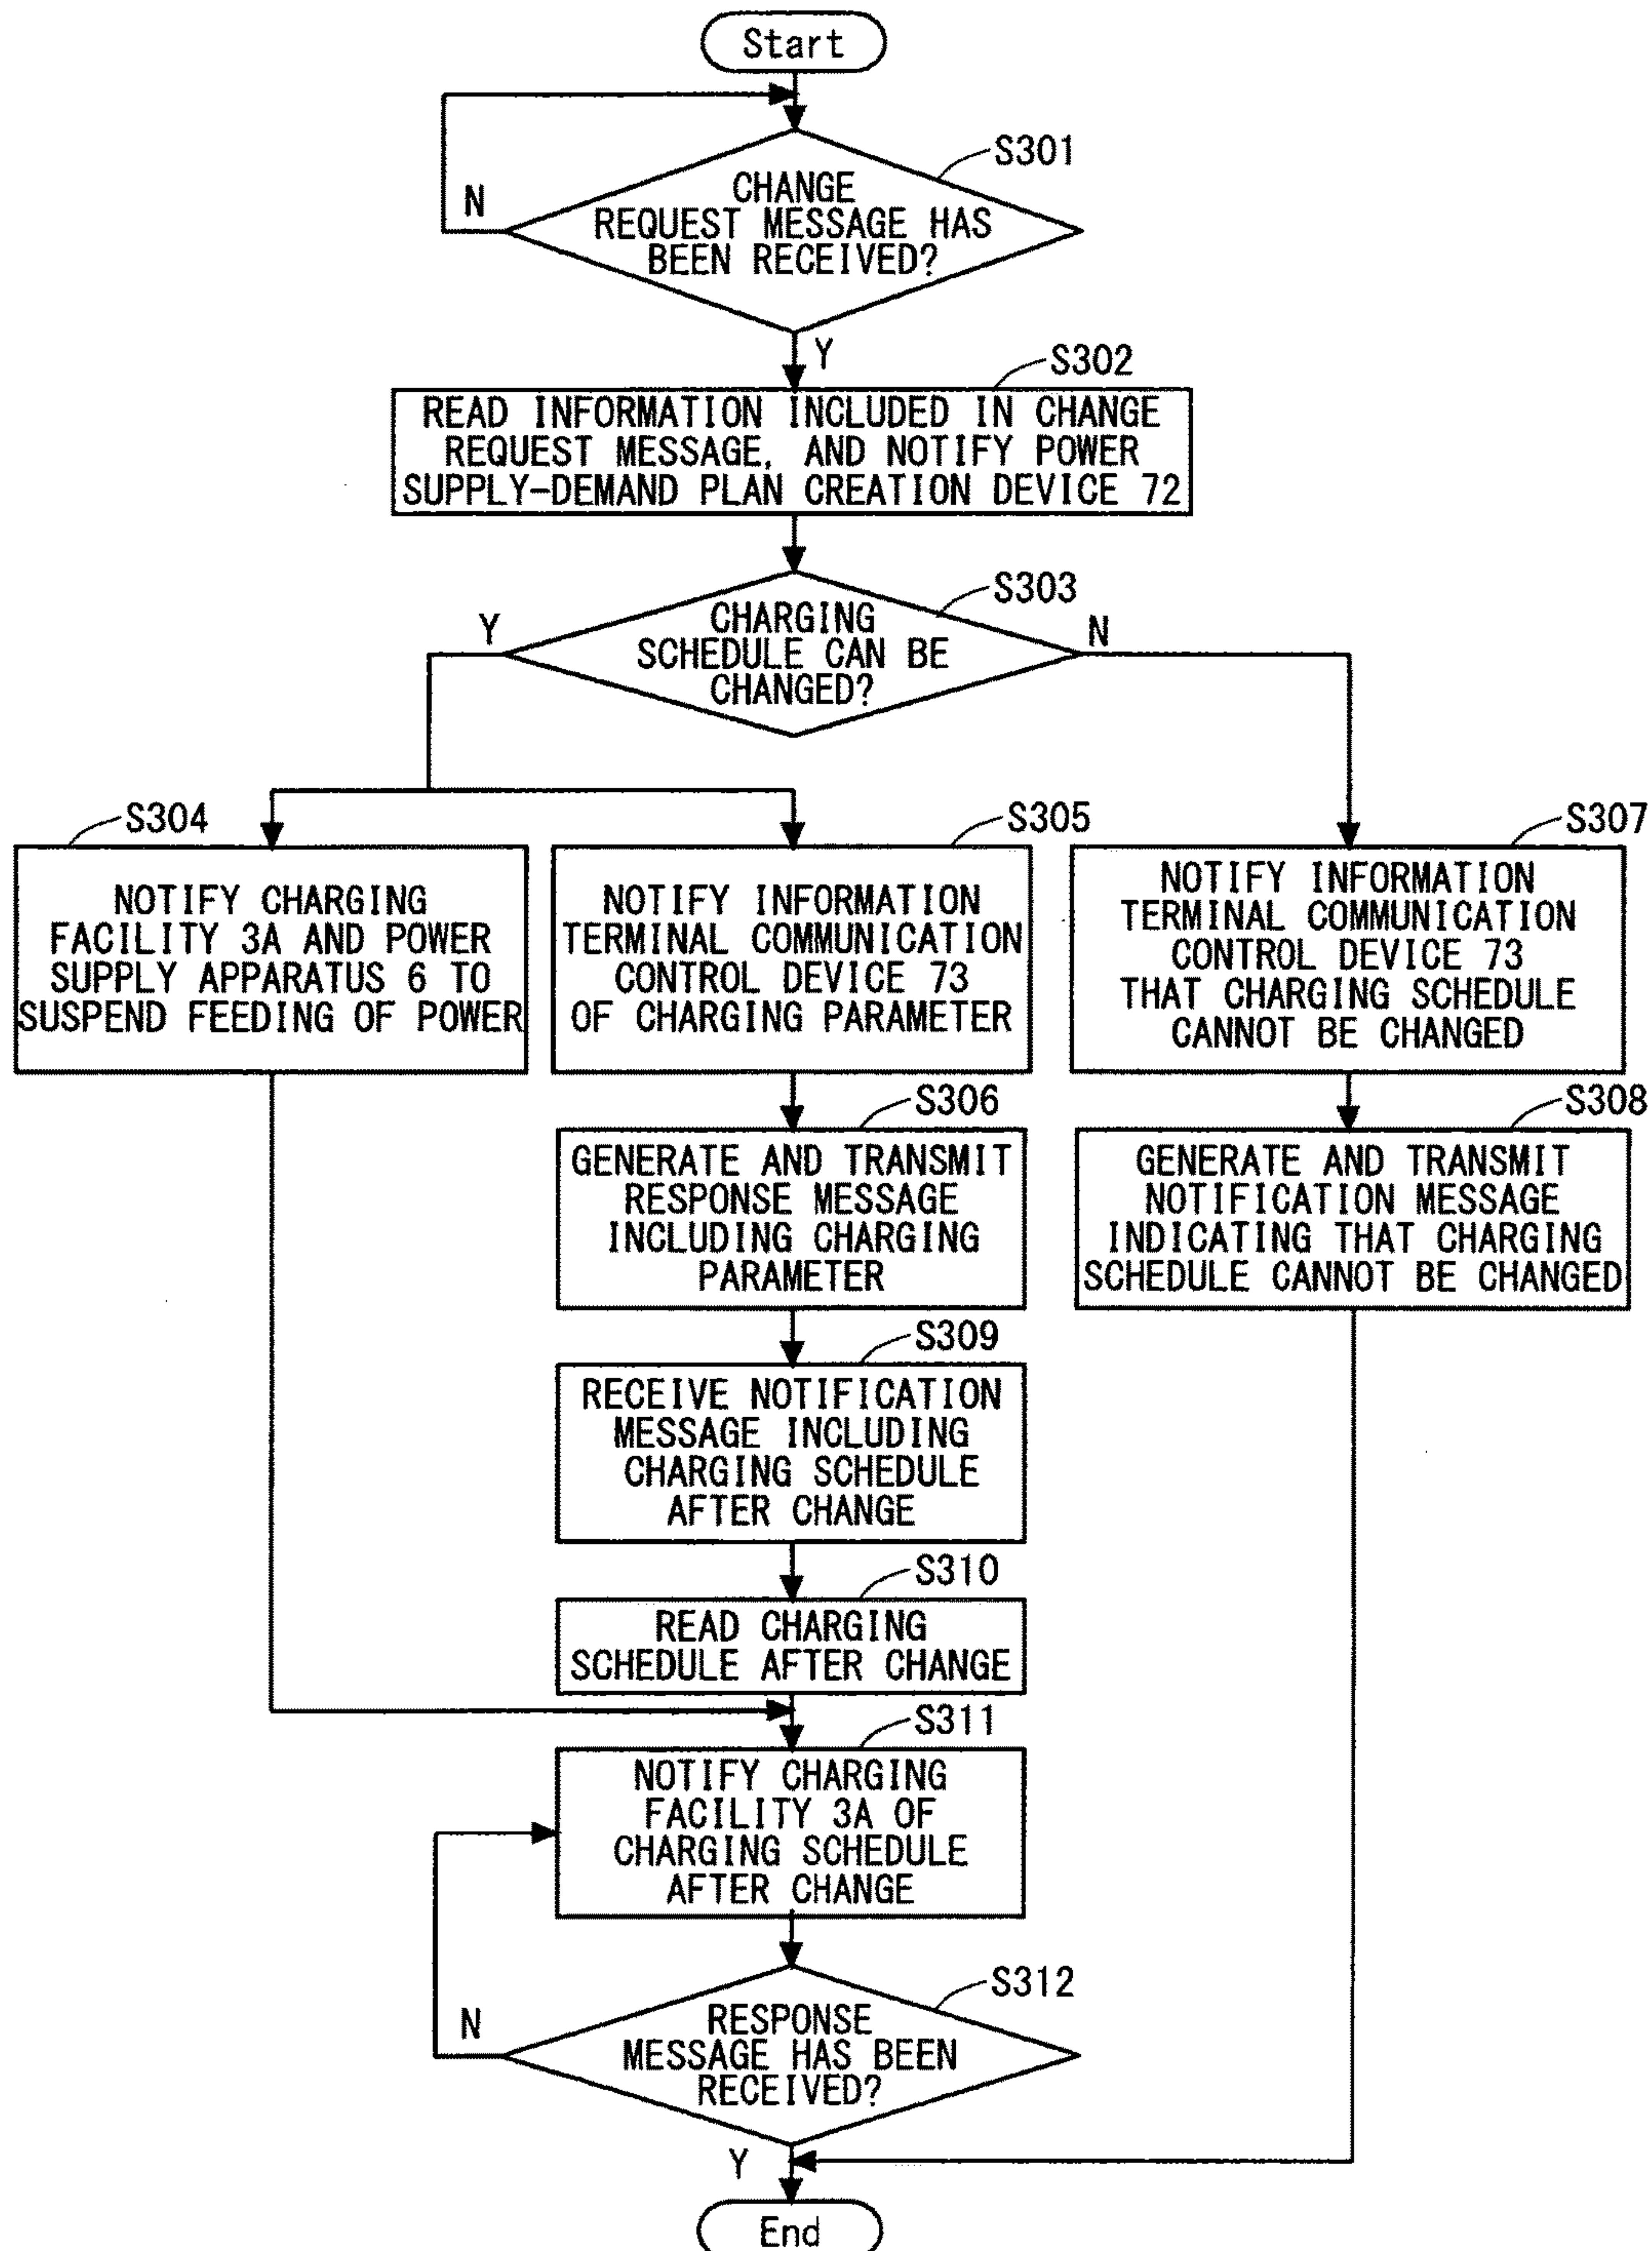 Start
S301
CHANGE
REQUEST MESSAGE HAS
BEEN RECEIVED?
N
Y
S302
READ INFORMATION INCLUDED IN CHANGE
REQUEST MESSAGE, AND NOTIFY POWER
SUPPLY-DEMAND PLAN CREATION DEVICE 72
S303
CHARGING
SCHEDULE CAN BE
CHANGED?
Y
N
S304
NOTIFY CHARGING
FACILITY 3A AND POWER
SUPPLY APPARATUS 6 TO
SUSPEND FEEDING OF POWER
S305
NOTIFY INFORMATION
TERMINAL COMMUNICATION
CONTROL DEVICE 73
OF CHARGING PARAMETER
S307
NOTIFY INFORMATION
TERMINAL COMMUNICATION
CONTROL DEVICE 73
THAT CHARGING SCHEDULE
CANNOT BE CHANGED
S306
GENERATE AND TRANSMIT
RESPONSE MESSAGE
INCLUDING CHARGING
PARAMETER
S308
GENERATE AND TRANSMIT
NOTIFICATION MESSAGE
INDICATING THAT CHARGING
SCHEDULE CANNOT BE CHANGED
S309
RECEIVE NOTIFICATION
MESSAGE INCLUDING
CHARGING SCHEDULE
AFTER CHANGE
S310
READ CHARGING
SCHEDULE AFTER CHANGE
S311
NOTIFY CHARGING
FACILITY 3A OF
CHARGING SCHEDULE
AFTER CHANGE
S312
RESPONSE
MESSAGE HAS BEEN
RECEIVED?
N
Y
End